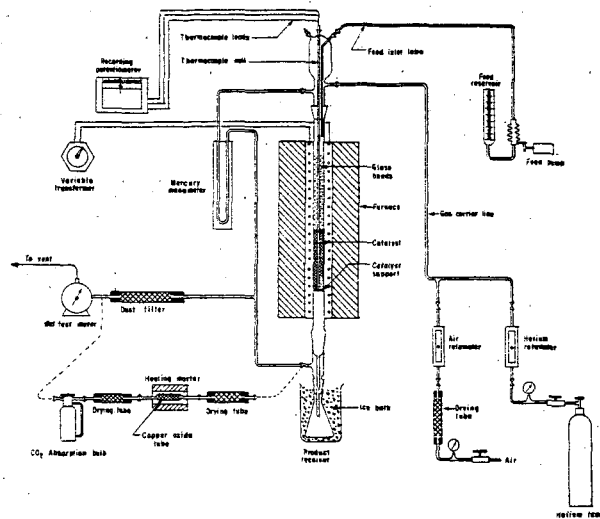 Thermocouple leads
Recording
potentiometer
Thermocouple well
Feed inlet tube
Feed
reservoir
Feed Pump
Variable
transformer
Mercury
manometer
Glass
beads
Furnace
Catalyst
Catalyst
support
Gas carrier line
To vent
Wet test meter
Dust filter
Air
rotameter
Helium
rotameter
Heating mantle
Drying tube
Drying tube
Copper oxide
tube
CO2 Absorption bulb
Ice bath
Product
receiver
Drying
tube
Air
Helium tank